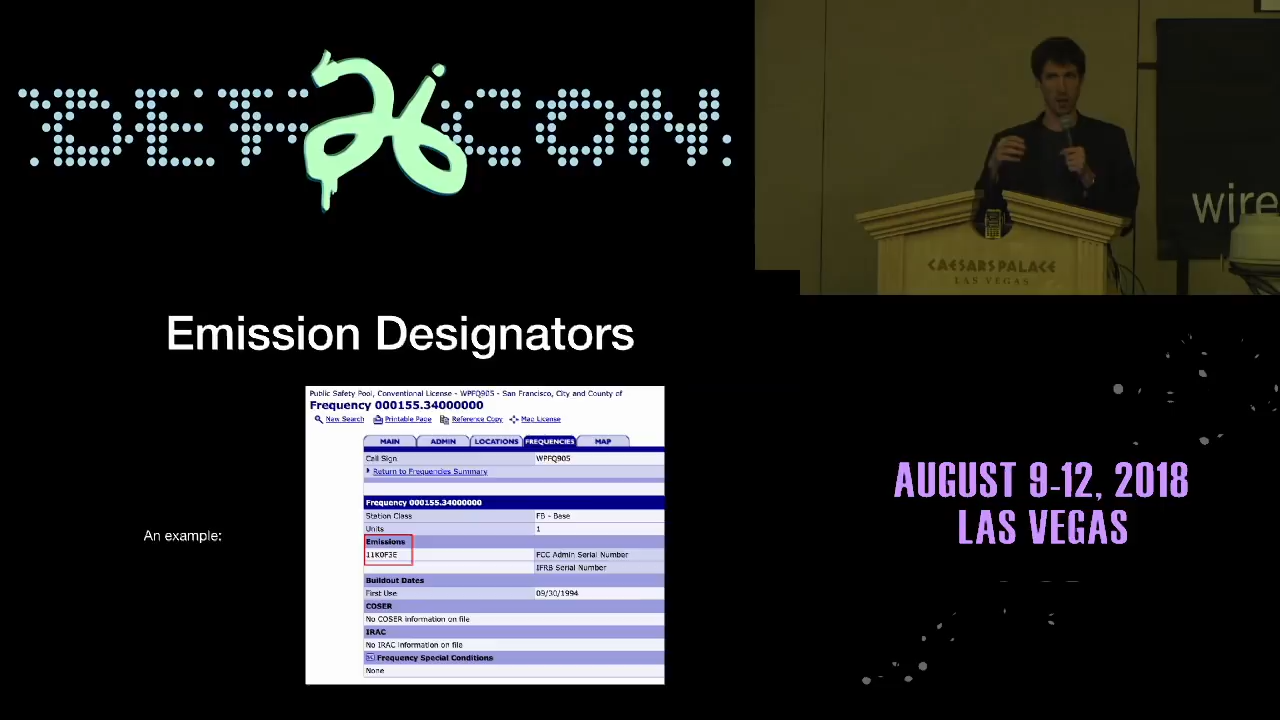 DEF 26 CON
wire
CAESARS PALACE
LAS VEGAS
Emission Designators
Public Safety Pool, Conventional License - WPFQ905 - San Francisco, City and County of
Frequency 000155.34000000
New Search Printable Page Reference Copy Map License
MAIN ADMIN LOCATIONS FREQUENCIES MAP
Call Sign WPFQ905
Return to Frequencies Summary
Frequency 000155.34000000
Station Class FB - Base
Units 1
Emissions
11K0F3E FCC Admin Serial Number
IFRB Serial Number
Buildout Dates
First Use 09/30/1994
COSER
No COSER information on file
IRAC
No IRAC information on file
Frequency Special Conditions
None
An example:
AUGUST 9-12, 2018
LAS VEGAS